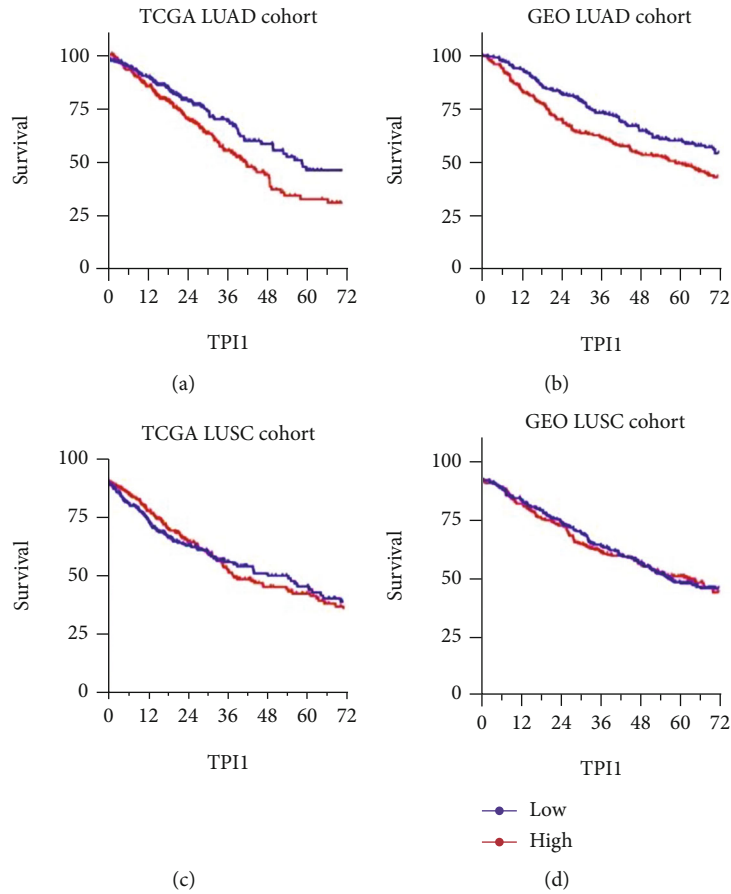 TCGA LUAD cohort
100
75
50
25
0
Survival
0 12 24 36 48 60 72
TPI1
(a)
GEO LUAD cohort
100
75
50
25
0
Survival
0 12 24 36 48 60 72
TPI1
(b)
TCGA LUSC cohort
100
75
50
25
0
Survival
0 12 24 36 48 60 72
TPI1
(c)
GEO LUSC cohort
100
75
50
25
0
Survival
0 12 24 36 48 60 72
TPI1
Low
High
(d)